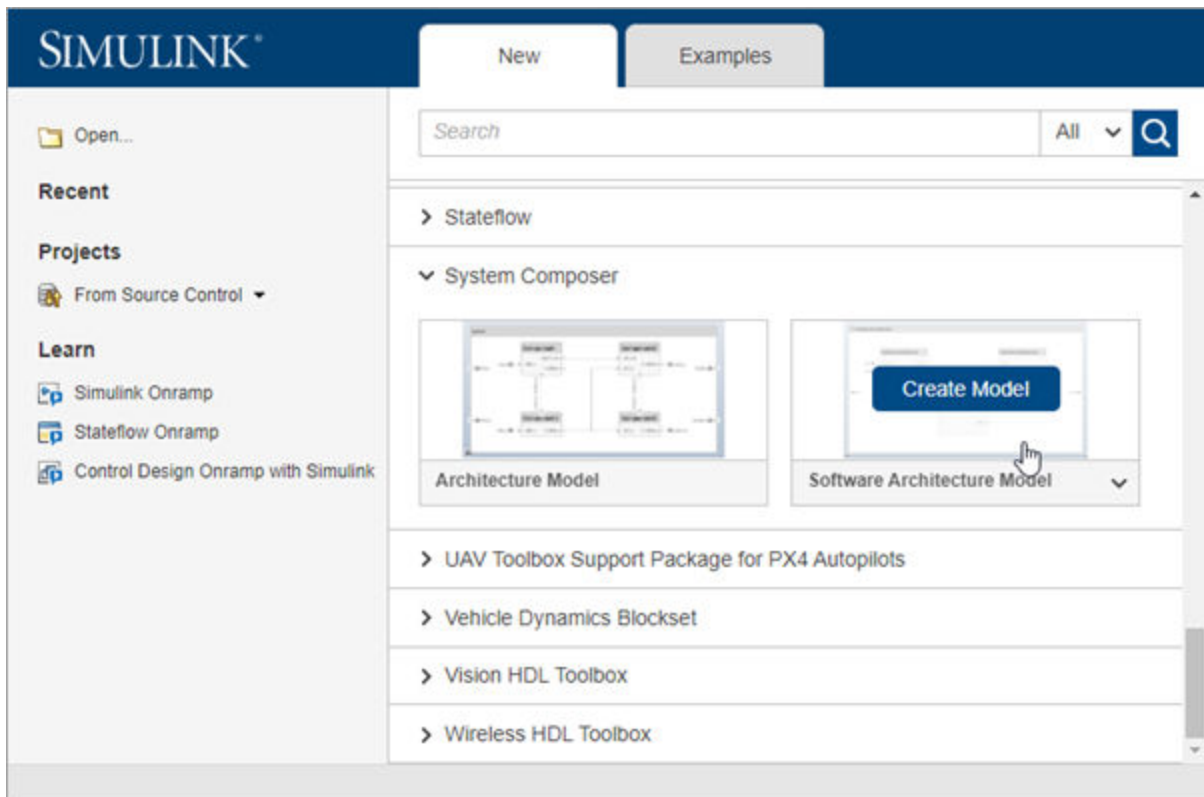 SIMULINK®
New
Examples
Open...
Recent
Projects
From Source Control
Learn
Simulink Onramp
Stateflow Onramp
Control Design Onramp with Simulink
Search
All
Stateflow
System Composer
Create Model
Architecture Model
Software Architecture Model
UAV Toolbox Support Package for PX4 Autopilots
Vehicle Dynamics Blockset
Vision HDL Toolbox
Wireless HDL Toolbox